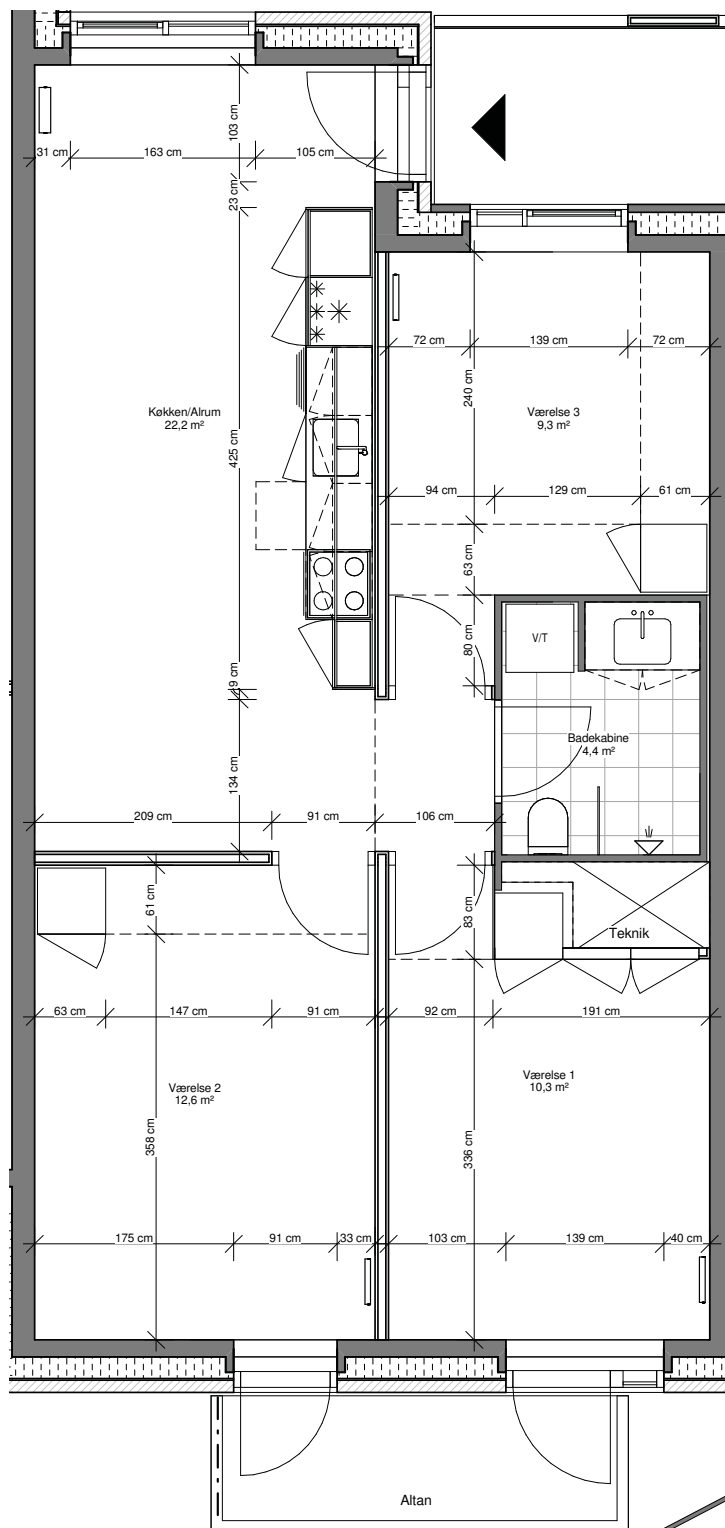 103 cm
31 cm
163 cm
105 cm
23 cm
72 cm
139 cm
72 cm
240 cm
Køkken/Alrum
22,2 m²
Værelse 3
9,3 m²
425 cm
94 cm
129 cm
61 cm
63 cm
80 cm
V/T
Badekabine
4,4 m²
134 cm
209 cm
91 cm
106 cm
61 cm
83 cm
Teknik
63 cm
147 cm
91 cm
92 cm
191 cm
Værelse 2
12,6 m²
Værelse 1
10,3 m²
358 cm
336 cm
175 cm
91 cm
33 cm
103 cm
139 cm
40 cm
Altan